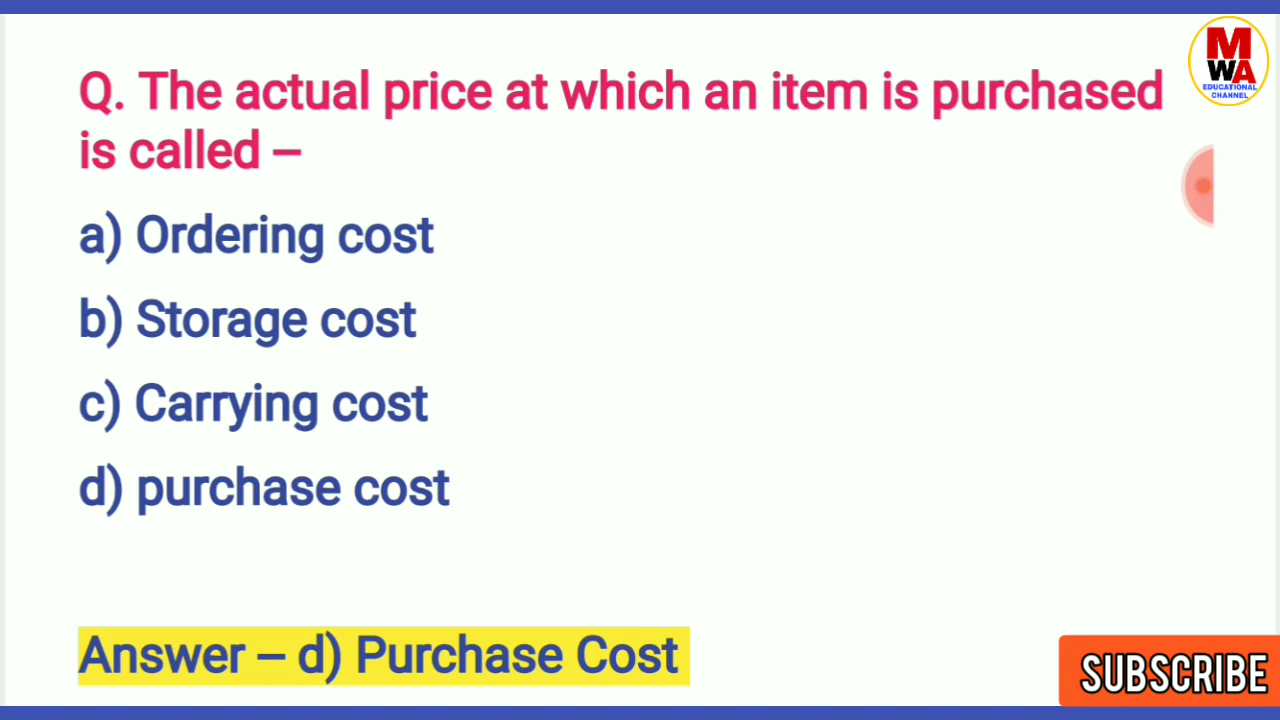 Q. The actual price at which an item is purchased
is called –
a) Ordering cost
b) Storage cost
c) Carrying cost
d) purchase cost
Answer – d) Purchase Cost
M
WA
EDUCATIONAL
CHANNEL
SUBSCRIBE